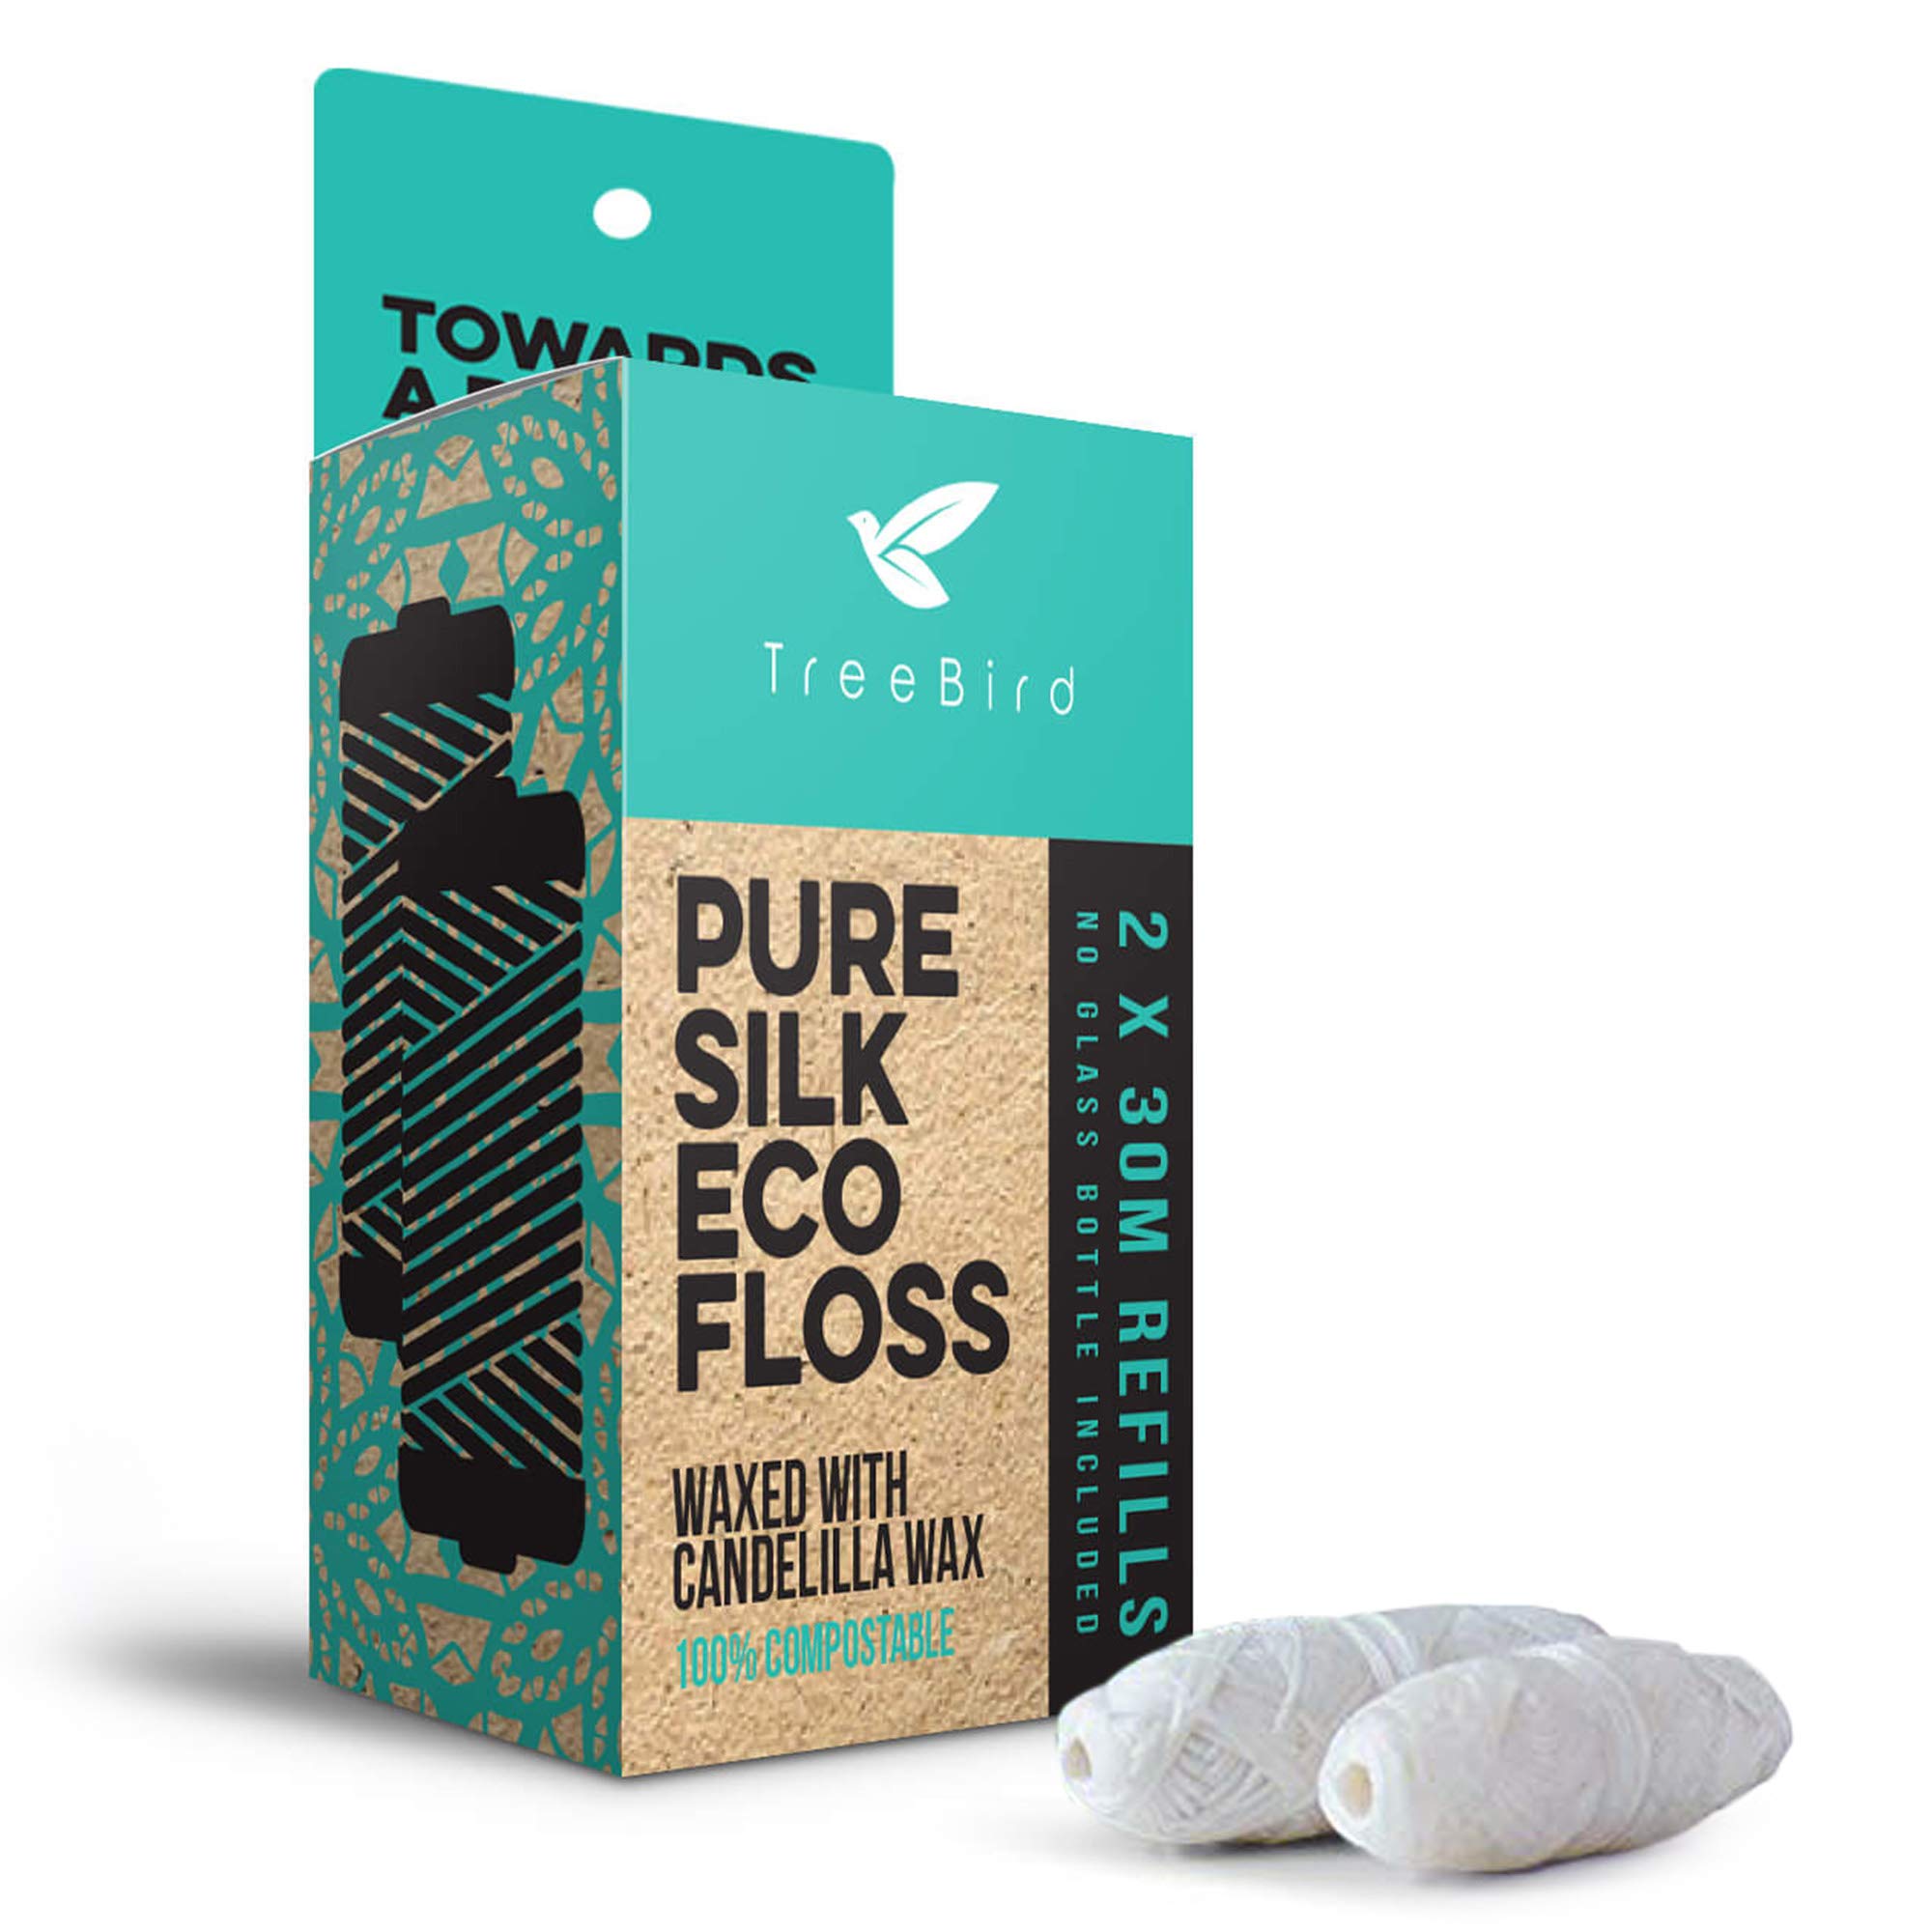 TOWARDS
A
TreeBird
PURE
SILK
ECO
FLOSS
WAXED WITH
CANDELILLA WAX
100% COMPOSTABLE
2 X 30M REFILLS
NO GLASS BOTTLE INCLUDED